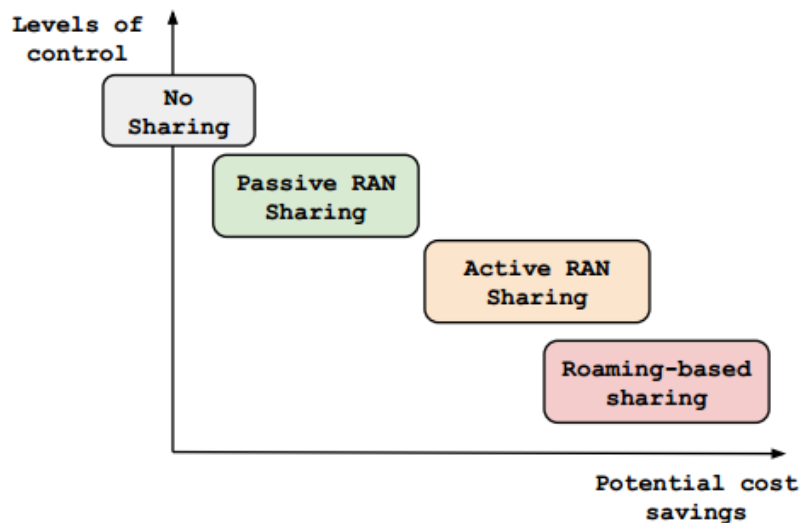 Levels of
control
No
Sharing
Passive RAN
Sharing
Active RAN
Sharing
Roaming-based
sharing
Potential cost
savings